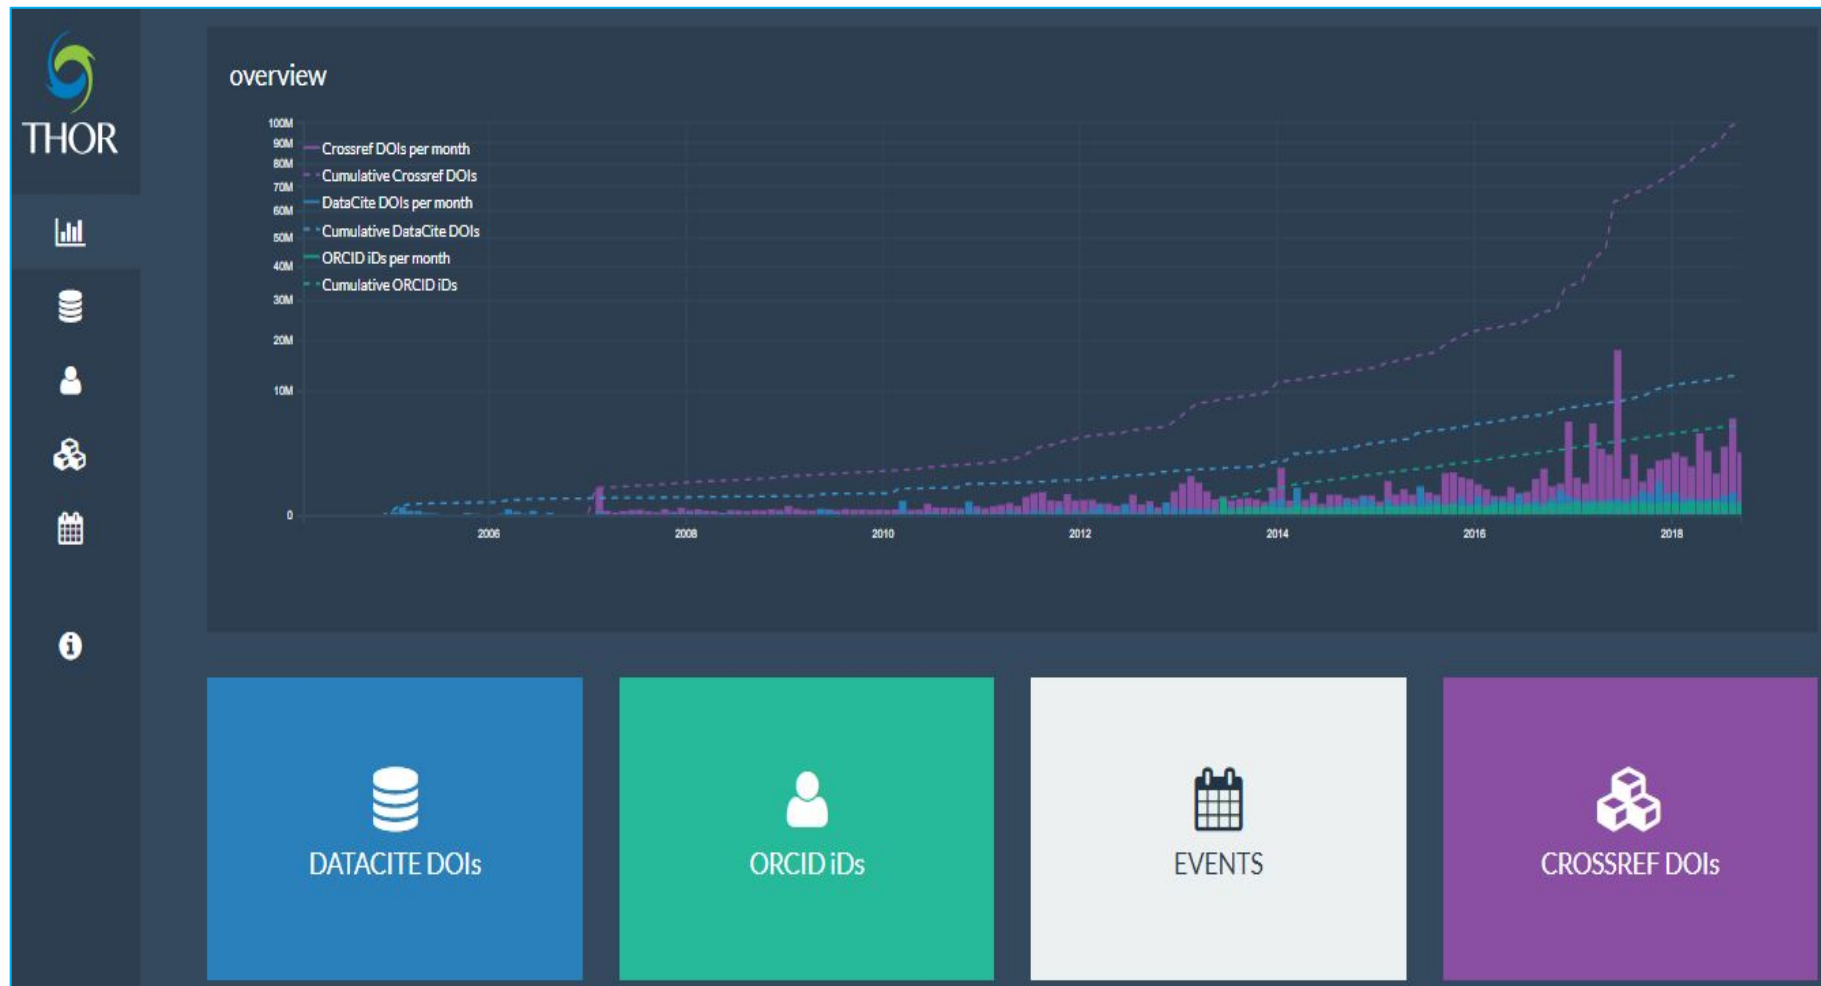 THOR
overview
100M
90M
80M
70M
60M
50M
40M
30M
20M
10M
0
Crossref DOIs per month
Cumulative Crossref DOIs
DataCite DOIs per month
Cumulative DataCite DOIs
ORCID iDs per month
Cumulative ORCID iDs
2006 2008 2010 2012 2014 2016 2018
DATACITE DOIs
ORCID iDs
EVENTS
CROSSREF DOIs